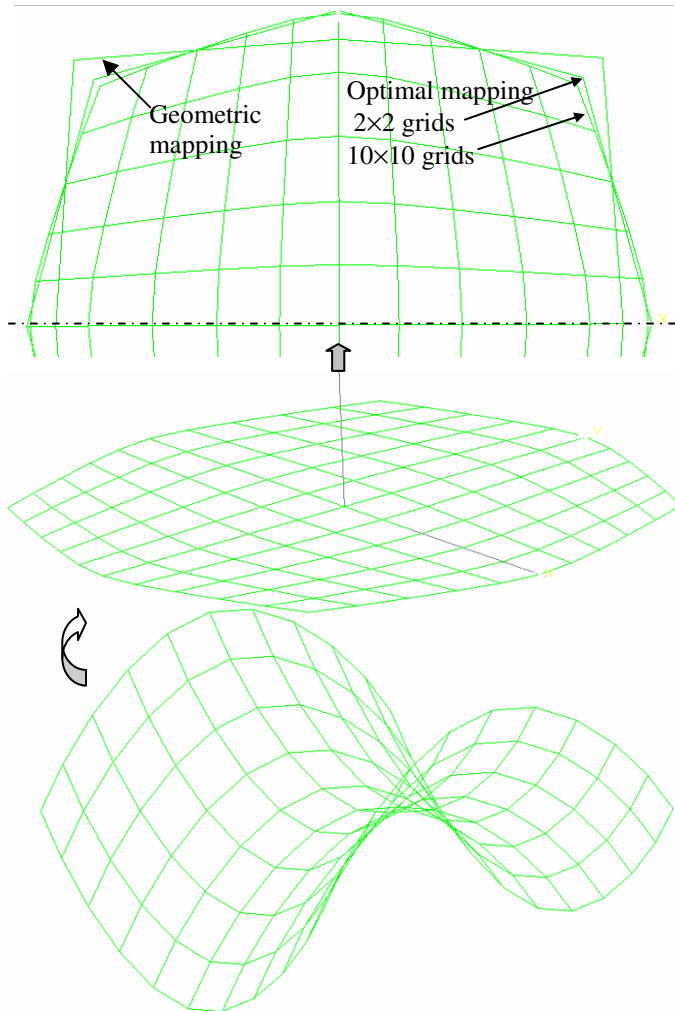 Geometric
mapping
Optimal mapping
2×2 grids
10×10 grids
X
Y
X